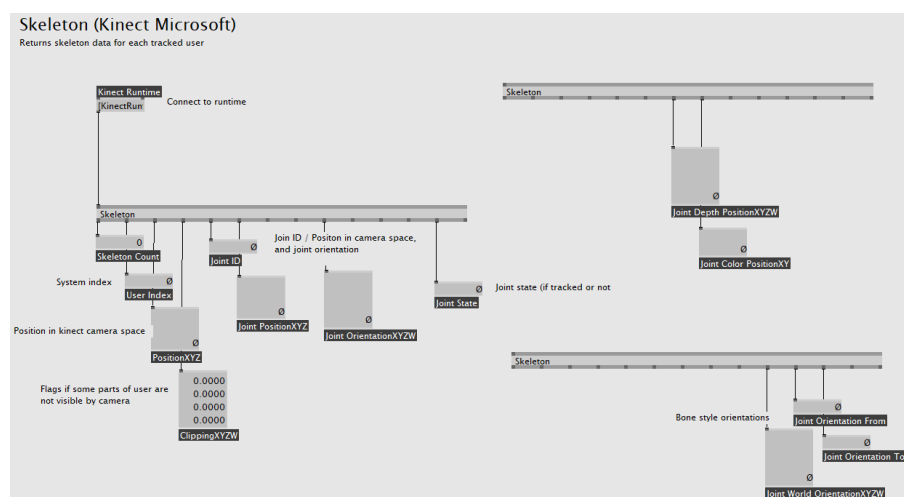 Skeleton (Kinect Microsoft)
Returns skeleton data for each tracked user
Kinect Runtime
[KinectRun
Connect to runtime
Skeleton
0
Skeleton Count
System index
Ø
User Index
Position in kinect camera space
Ø
PositionXYZ
Flags if some parts of user are
not visible by camera
0.0000
0.0000
0.0000
0.0000
ClippingXYZW
Ø
Joint ID
Join ID / Positon in camera space,
and joint orientation
Ø
Joint PositionXYZ
Ø
Joint OrientationXYZW
Ø
Joint State
Joint state (if tracked or not
Skeleton
Ø
Joint Depth PositionXYZW
Ø
Joint Color PositionXY
Skeleton
Bone style orientations
Ø
Joint Orientation From
Ø
Joint Orientation To
Ø
Joint World OrientationXYZW